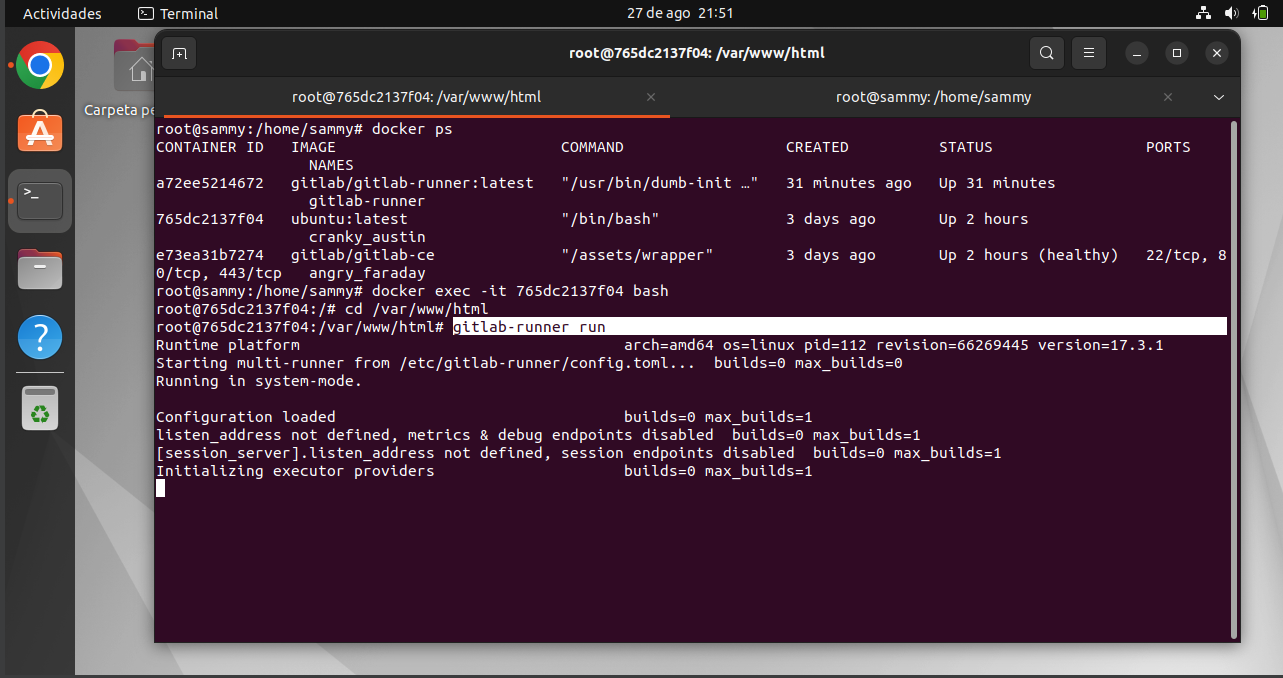 Actividades Terminal 27 de ago 21:51
root@765dc2137f04: /var/www/html
root@765dc2137f04: /var/www/html × root@sammy: /home/sammy ×
Carpeta pe
root@sammy:/home/sammy# docker ps
CONTAINER ID IMAGE COMMAND CREATED STATUS PORTS
NAMES
a72ee5214672 gitlab/gitlab-runner:latest "/usr/bin/dumb-init …" 31 minutes ago Up 31 minutes
gitlab-runner
765dc2137f04 ubuntu:latest "/bin/bash" 3 days ago Up 2 hours
cranky_austin
e73ea31b7274 gitlab/gitlab-ce "/assets/wrapper" 3 days ago Up 2 hours (healthy) 22/tcp, 8
0/tcp, 443/tcp angry_faraday
root@sammy:/home/sammy# docker exec -it 765dc2137f04 bash
root@765dc2137f04:/# cd /var/www/html
root@765dc2137f04:/var/www/html# gitlab-runner run
Runtime platform arch=amd64 os=linux pid=112 revision=66269445 version=17.3.1
Starting multi-runner from /etc/gitlab-runner/config.toml... builds=0 max_builds=0
Running in system-mode.
Configuration loaded builds=0 max_builds=1
listen_address not defined, metrics & debug endpoints disabled builds=0 max_builds=1
[session_server].listen_address not defined, session endpoints disabled builds=0 max_builds=1
Initializing executor providers builds=0 max_builds=1